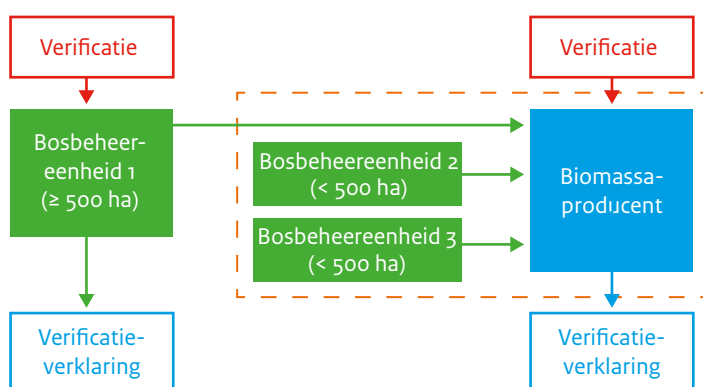 Verificatie
Verificatie
Bosbeheer-
eenheid 1
(≥ 500 ha)
Bosbeheereenheid 2
(< 500 ha)
Bosbeheereenheid 3
(< 500 ha)
Biomassa-
producent
Verificatie-
verklaring
Verificatie-
verklaring